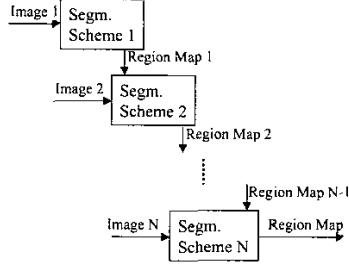 Image 1
Segm.
Scheme 1
Region Map 1
Image 2
Segm.
Scheme 2
Region Map 2
Region Map N-1
Image N
Segm.
Scheme N
Region Map